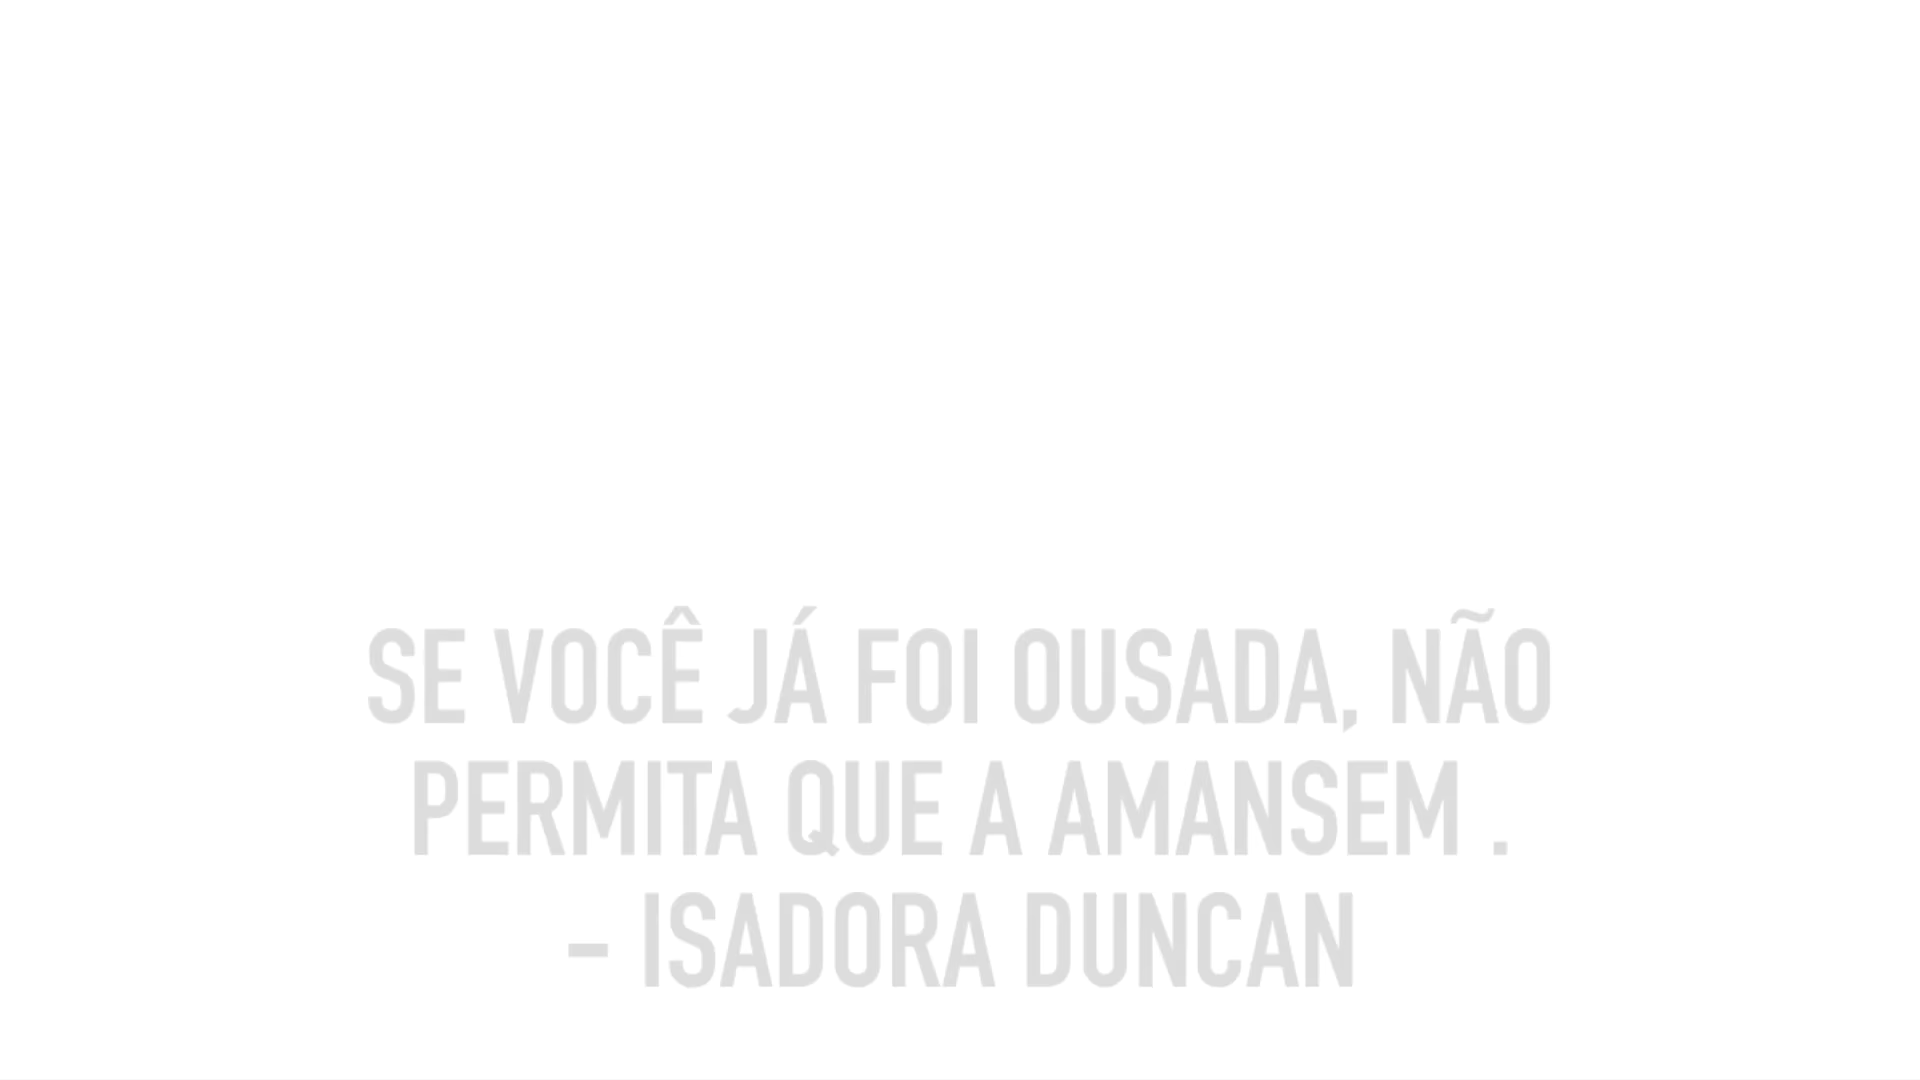 SE VOCÊ JÁ FOI OUSADA, NÃO
PERMITA QUE A AMANSEM .
- ISADORA DUNCAN